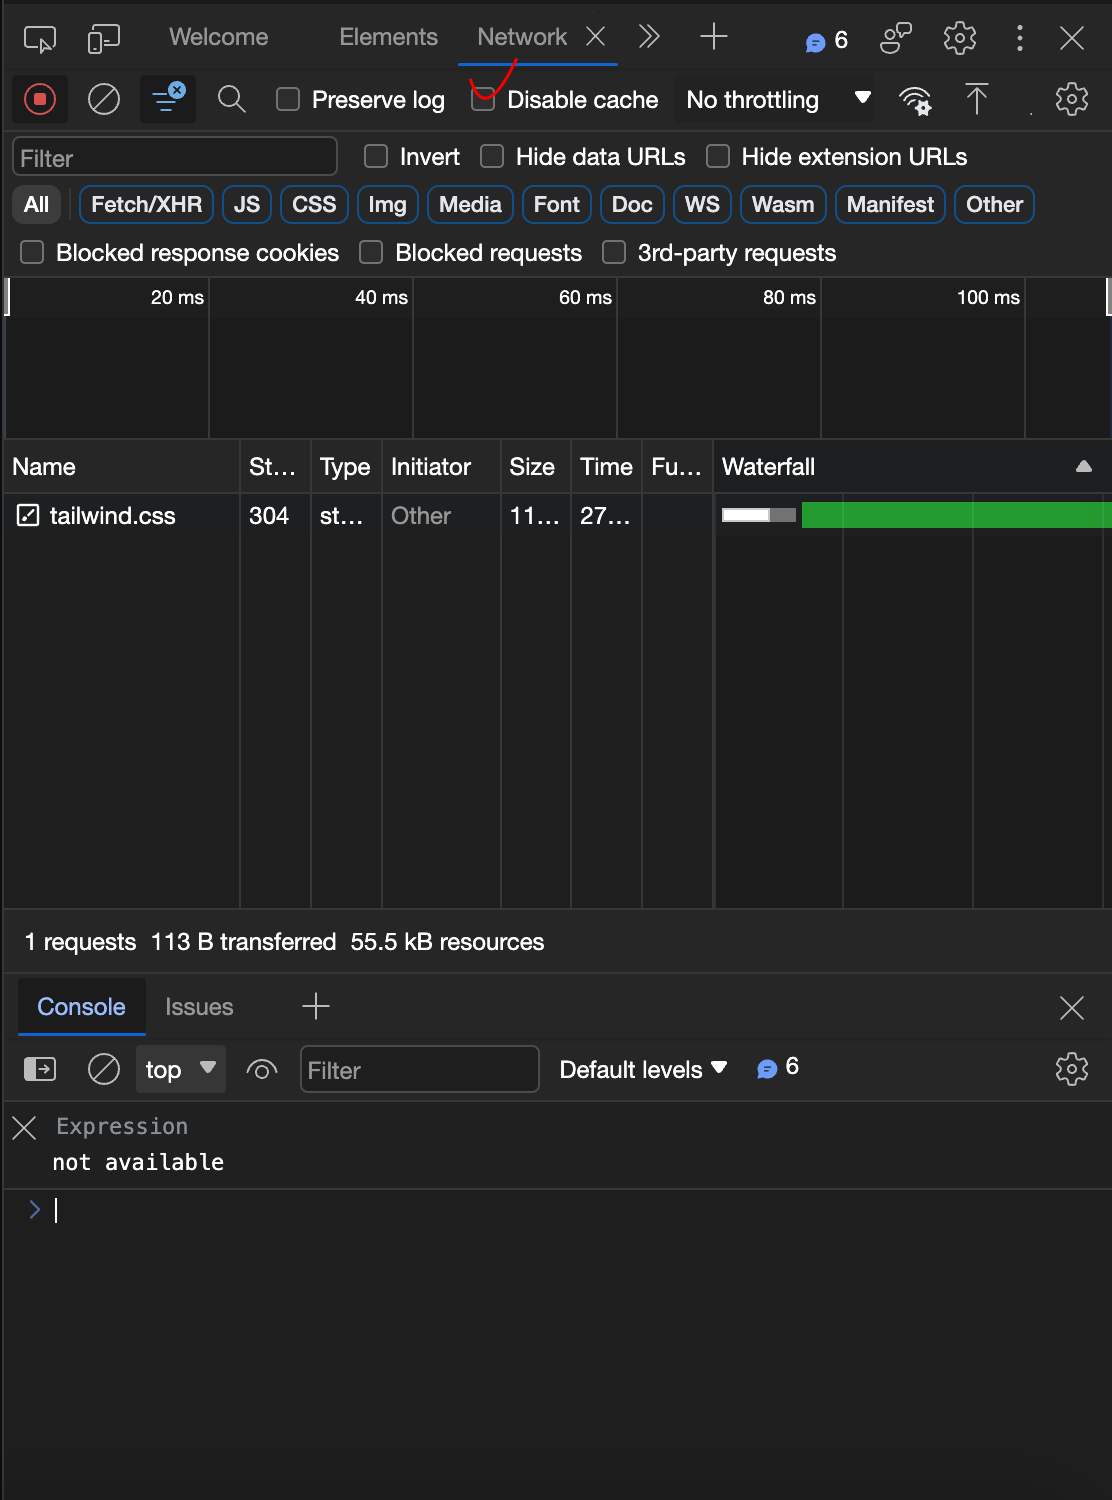 Welcome Elements Network 6
Preserve log Disable cache No throttling
Filter Invert Hide data URLs Hide extension URLs
All Fetch/XHR JS CSS Img Media Font Doc WS Wasm Manifest Other
Blocked response cookies Blocked requests 3rd-party requests
20 ms 40 ms 60 ms 80 ms 100 ms
Name St... Type Initiator Size Time Fu... Waterfall
tailwind.css 304 st... Other 11... 27...
1 requests 113 B transferred 55.5 kB resources
Console Issues
top Filter Default levels 6
Expression
not available